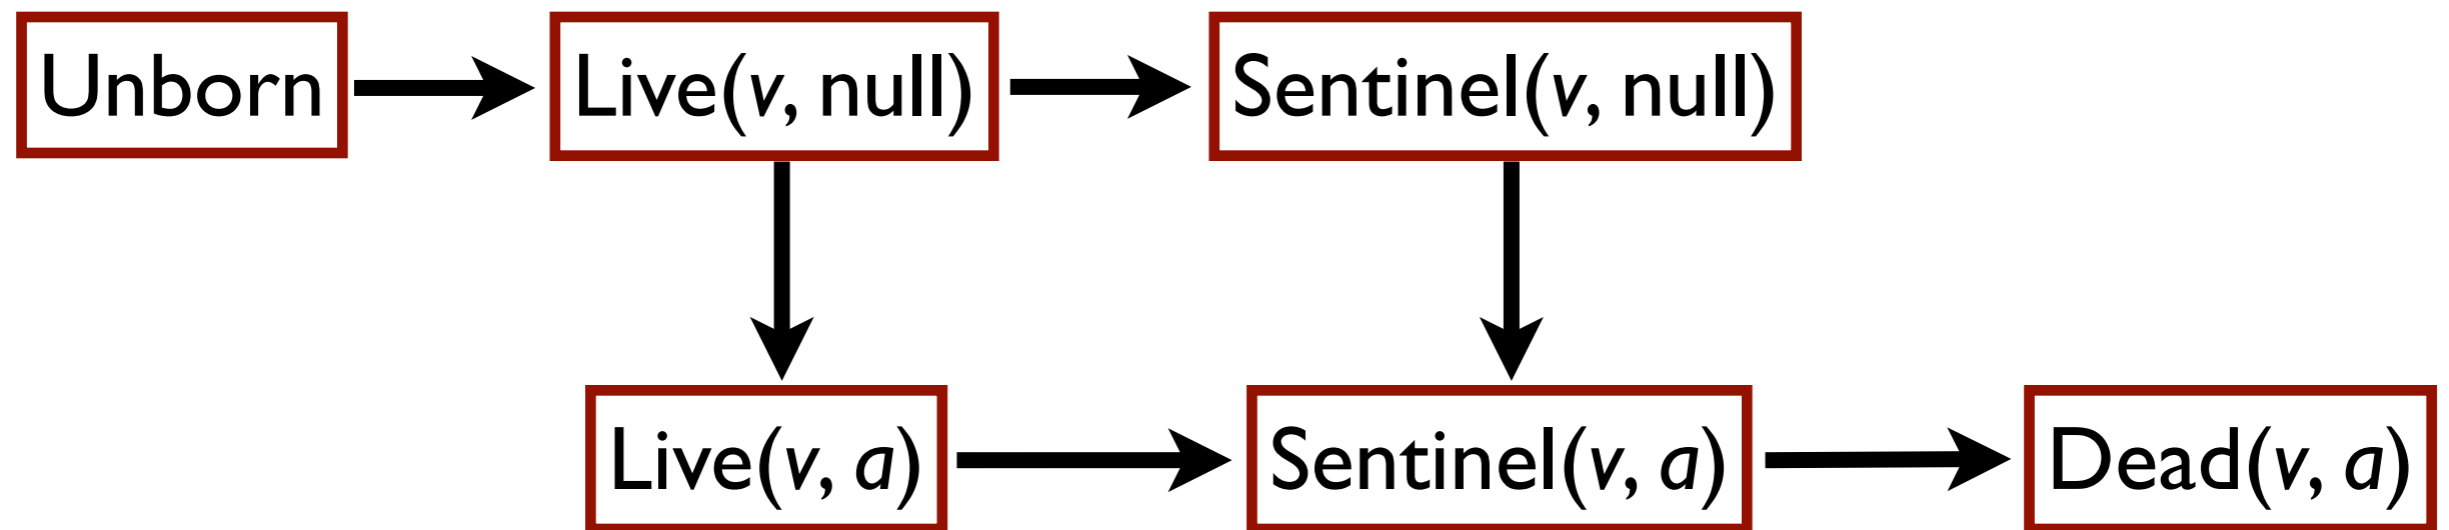 Unborn
Live(v, null)
Sentinel(v, null)
Live(v, a)
Sentinel(v, a)
Dead(v, a)